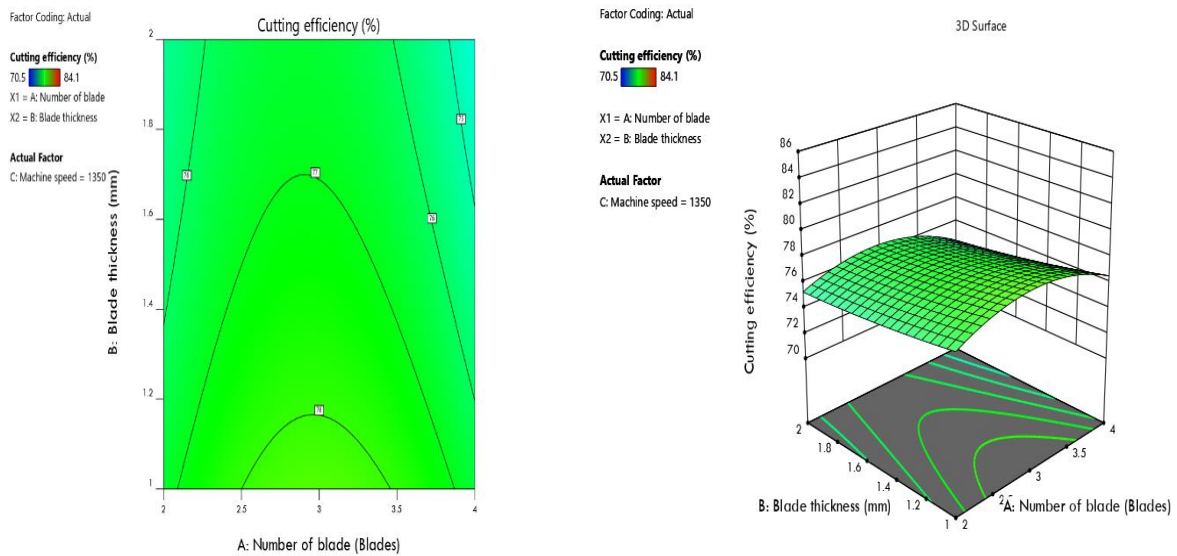 Factor Coding: Actual
Cutting efficiency (%)
Cutting efficiency (%)
70.5 84.1
X1 = A: Number of blade
X2 = B: Blade thickness
Actual Factor
C: Machine speed = 1350
B: Blade thickness (mm)
2
1.8
1.6
1.4
1.2
1
75
76
77
76
78
2 2.5 3 3.5 4
A: Number of blade (Blades)
Factor Coding: Actual
3D Surface
Cutting efficiency (%)
70.5 84.1
X1 = A: Number of blade
X2 = B: Blade thickness
Actual Factor
C: Machine speed = 1350
Cutting efficiency (%)
86
84
82
80
78
76
74
72
70
2
1.8
1.6
1.4
1.2
1
4
3.5
3
2
B: Blade thickness (mm)
A: Number of blade (Blades)